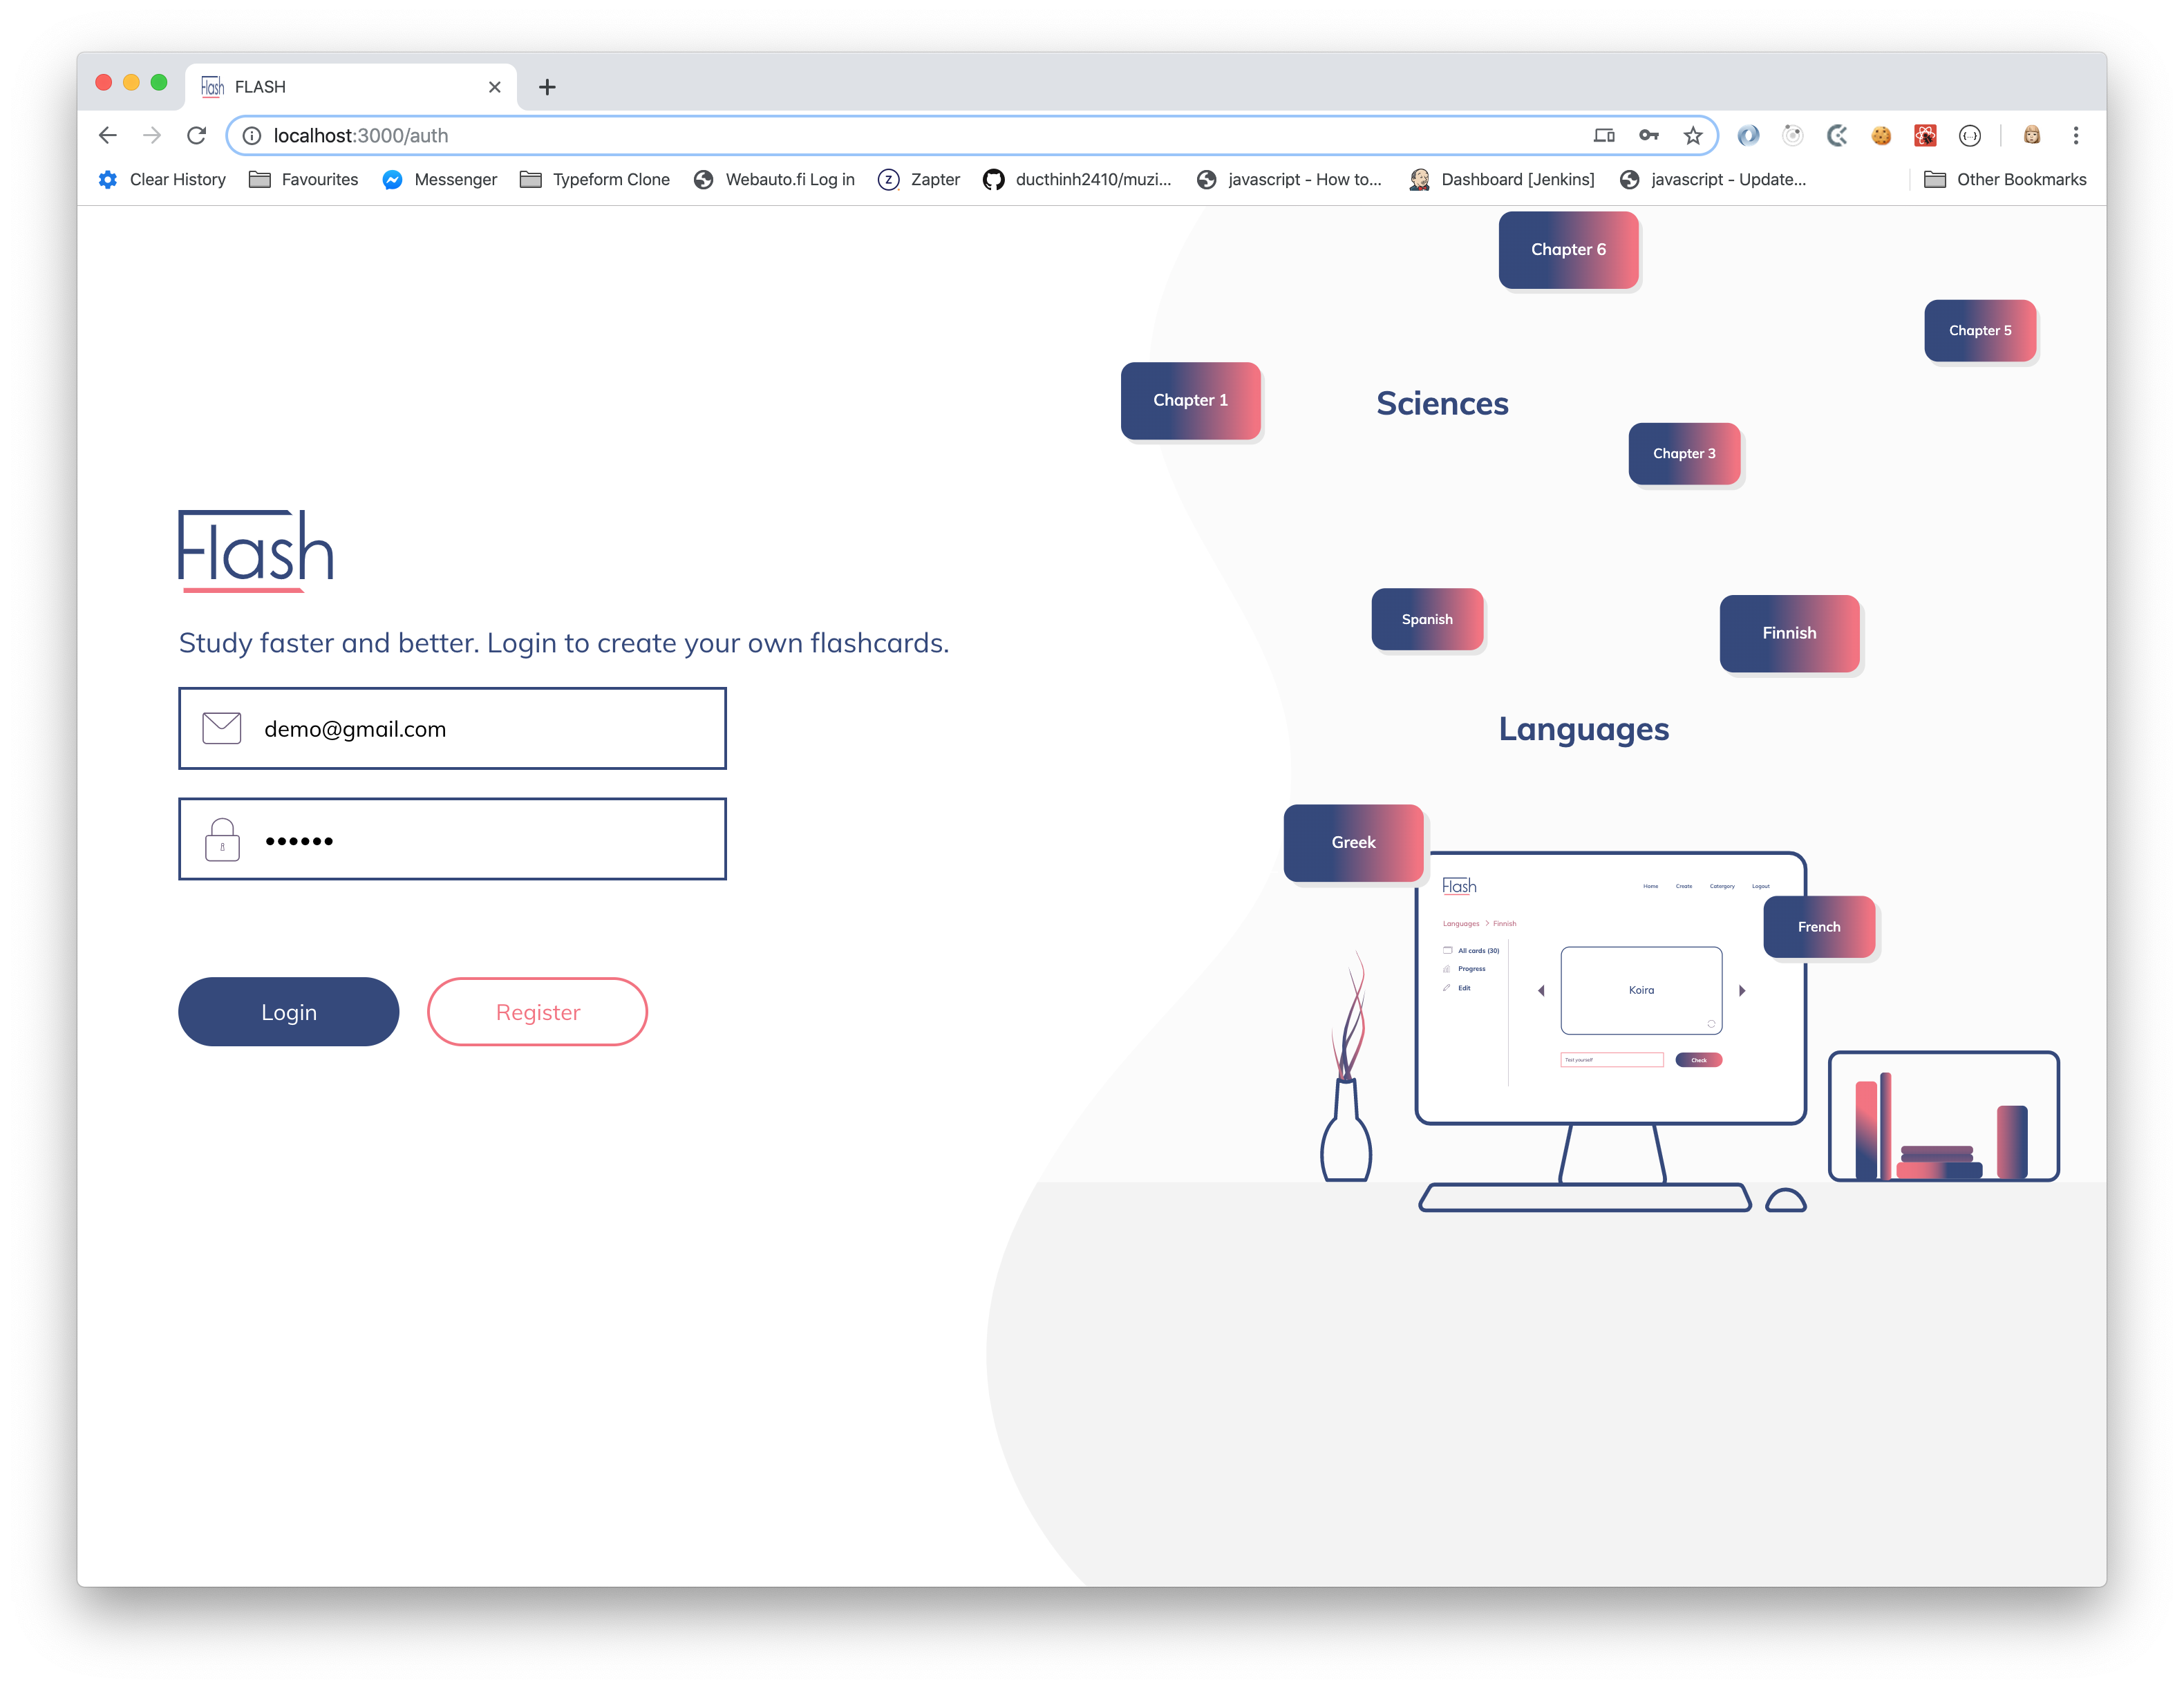 Flash FLASH
localhost:3000/auth
Clear History Favourites Messenger Typeform Clone Webauto.fi Log in Z Zapter ducthinh2410/muzi... javascript - How to... Dashboard [Jenkins] javascript - Update... Other Bookmarks
Chapter 6
Chapter 5
Chapter 1
Sciences
Chapter 3
Flash
Study faster and better. Login to create your own flashcards.
demo@gmail.com
••••••
Login
Register
Spanish
Finnish
Languages
Greek
French
Flash
Home Create Catergory Logout
Languages > Finnish
All cards (30)
Progress
Edit
Koira
Test yourself
Check